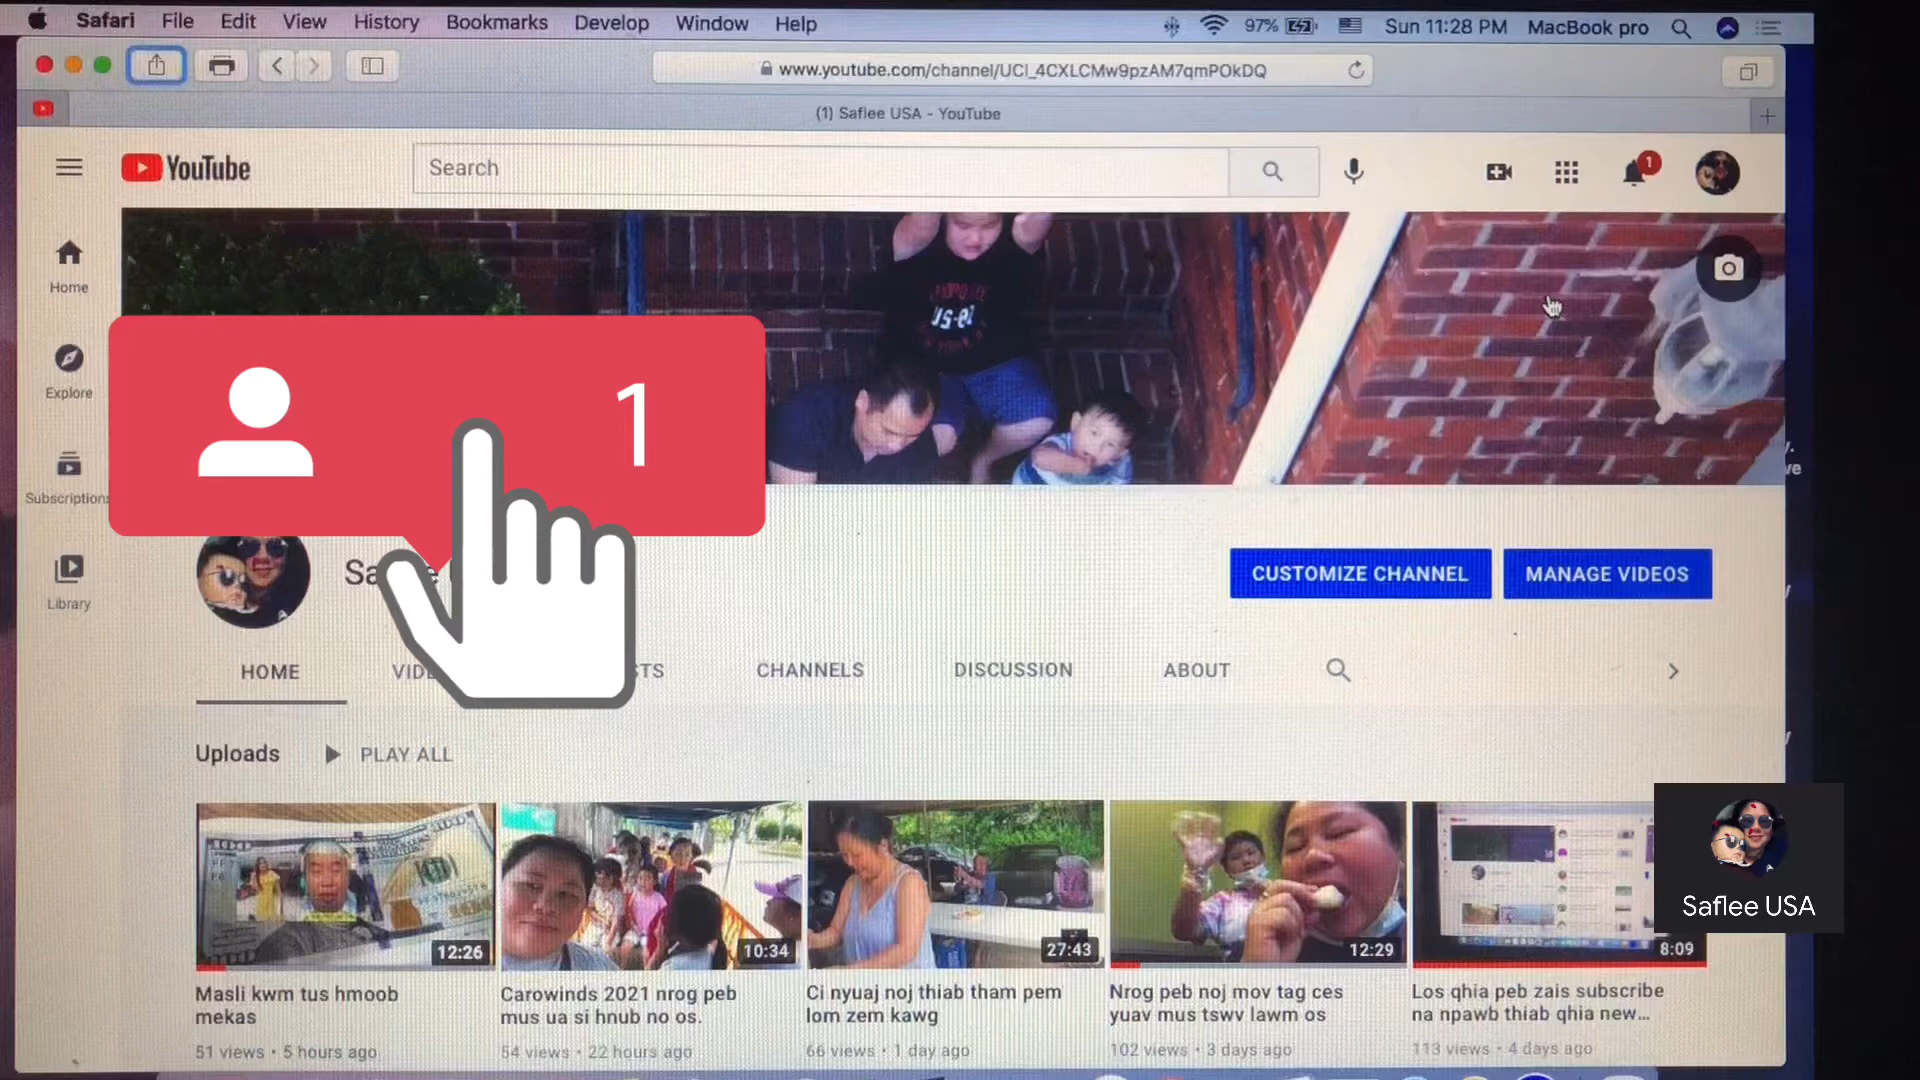 Safari File Edit View History Bookmarks Develop Window Help 97% Sun 11:28 PM MacBook pro
www.youtube.com/channel/UCl_4CXLCMw9pzAM7qmPOkDQ
(1) Saflee USA - YouTube
YouTube
Search
1
Home
Explore
Subscriptions
Library
1
CUSTOMIZE CHANNEL
MANAGE VIDEOS
HOME
CHANNELS
DISCUSSION
ABOUT
Uploads
PLAY ALL
12:26
10:34
27:43
12:29
8:09
Masli kwm tus hmoob
mekas
51 views • 5 hours ago
Carowinds 2021 nrog peb
mus ua si hnub no os.
54 views • 22 hours ago
Ci nyuaj noj thiab tham pem
lom zem kawg
66 views • 1 day ago
Nrog peb noj mov tag ces
yuav mus tswv lawm os
102 views • 3 days ago
Los qhia peb zais subscribe
na npawb thiab qhia new...
113 views • 4 days ago
Saflee USA